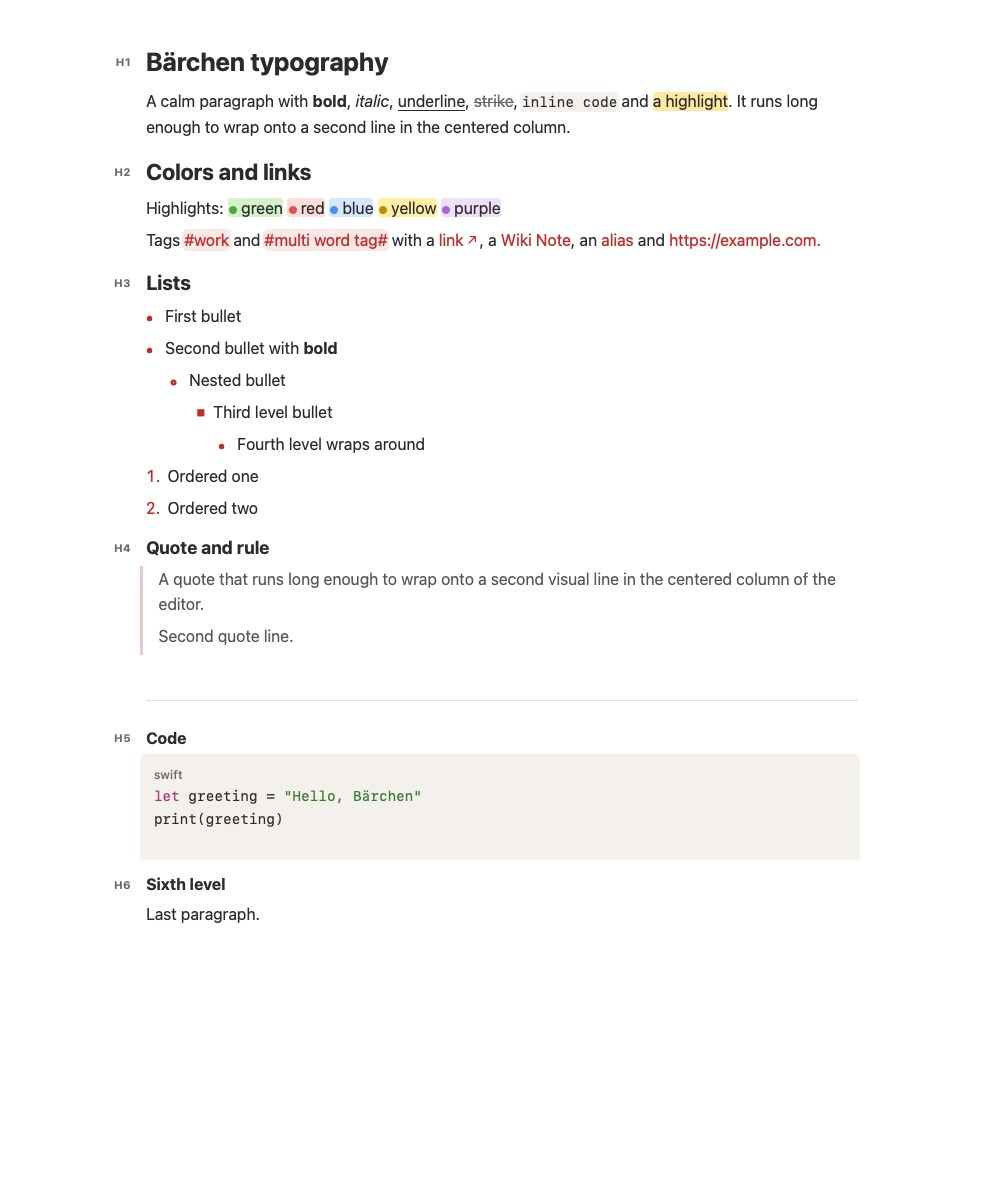 H1 Bärchen typography
A calm paragraph with bold, italic, underline, strike, inline code and a highlight. It runs long
enough to wrap onto a second line in the centered column.
H2 Colors and links
Highlights: green red blue yellow purple
Tags #work and #multi word tag# with a link ↗, a Wiki Note, an alias and https://example.com.
H3 Lists
• First bullet
• Second bullet with bold
◦ Nested bullet
▪ Third level bullet
• Fourth level wraps around
1. Ordered one
2. Ordered two
H4 Quote and rule
A quote that runs long enough to wrap onto a second visual line in the centered column of the
editor.
Second quote line.
H5 Code
swift
let greeting = "Hello, Bärchen"
print(greeting)
H6 Sixth level
Last paragraph.